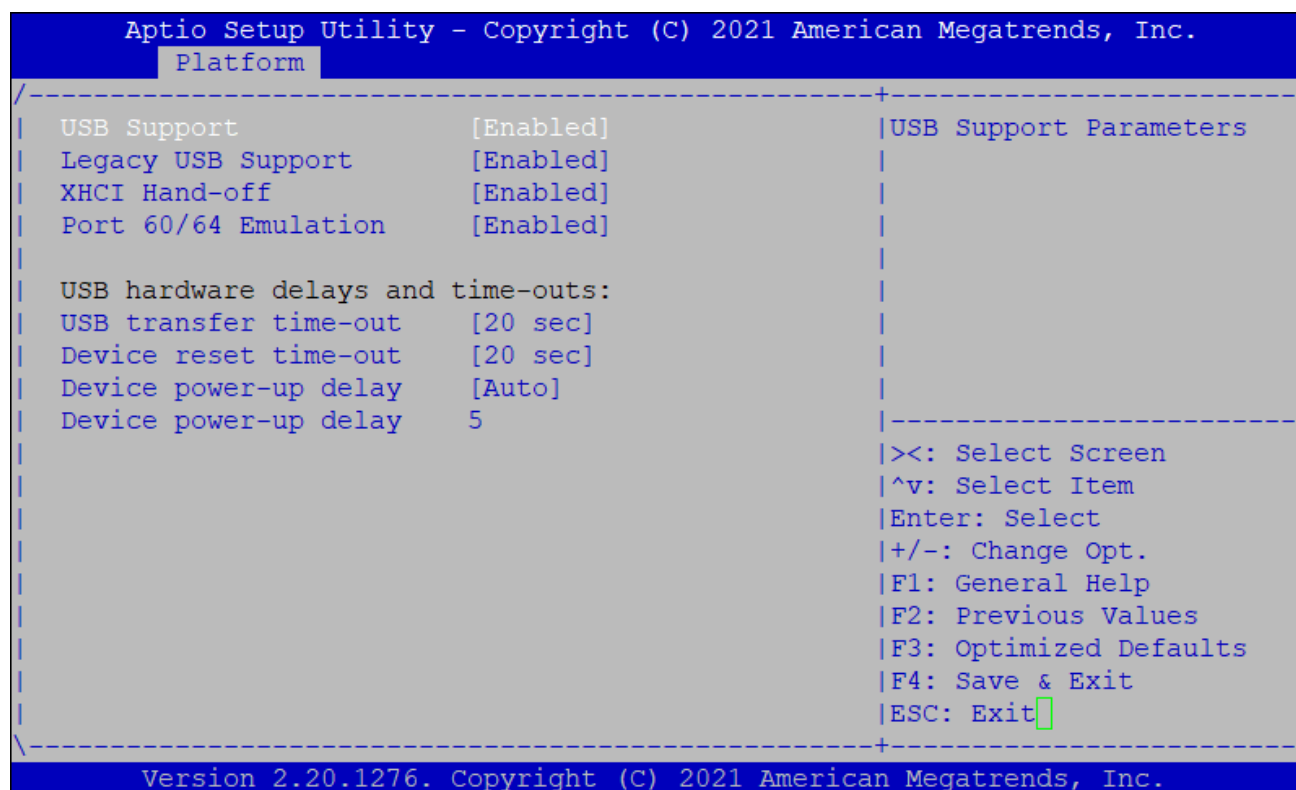 Aptio Setup Utility - Copyright (C) 2021 American Megatrends, Inc.
Platform
/----------------------------------------------------+-------------------------
|  USB Support              [Enabled]                |USB Support Parameters
|  Legacy USB Support       [Enabled]                |
|  XHCI Hand-off            [Enabled]                |
|  Port 60/64 Emulation     [Enabled]                |
|                                                    |
|  USB hardware delays and time-outs:                |
|  USB transfer time-out    [20 sec]                 |
|  Device reset time-out    [20 sec]                 |
|  Device power-up delay    [Auto]                   |
|  Device power-up delay    5                        |-------------------------
|                                                    |><: Select Screen
|                                                    |^v: Select Item
|                                                    |Enter: Select
|                                                    |+/-: Change Opt.
|                                                    |F1: General Help
|                                                    |F2: Previous Values
|                                                    |F3: Optimized Defaults
|                                                    |F4: Save & Exit
|                                                    |ESC: Exit
\----------------------------------------------------+-------------------------
Version 2.20.1276. Copyright (C) 2021 American Megatrends, Inc.